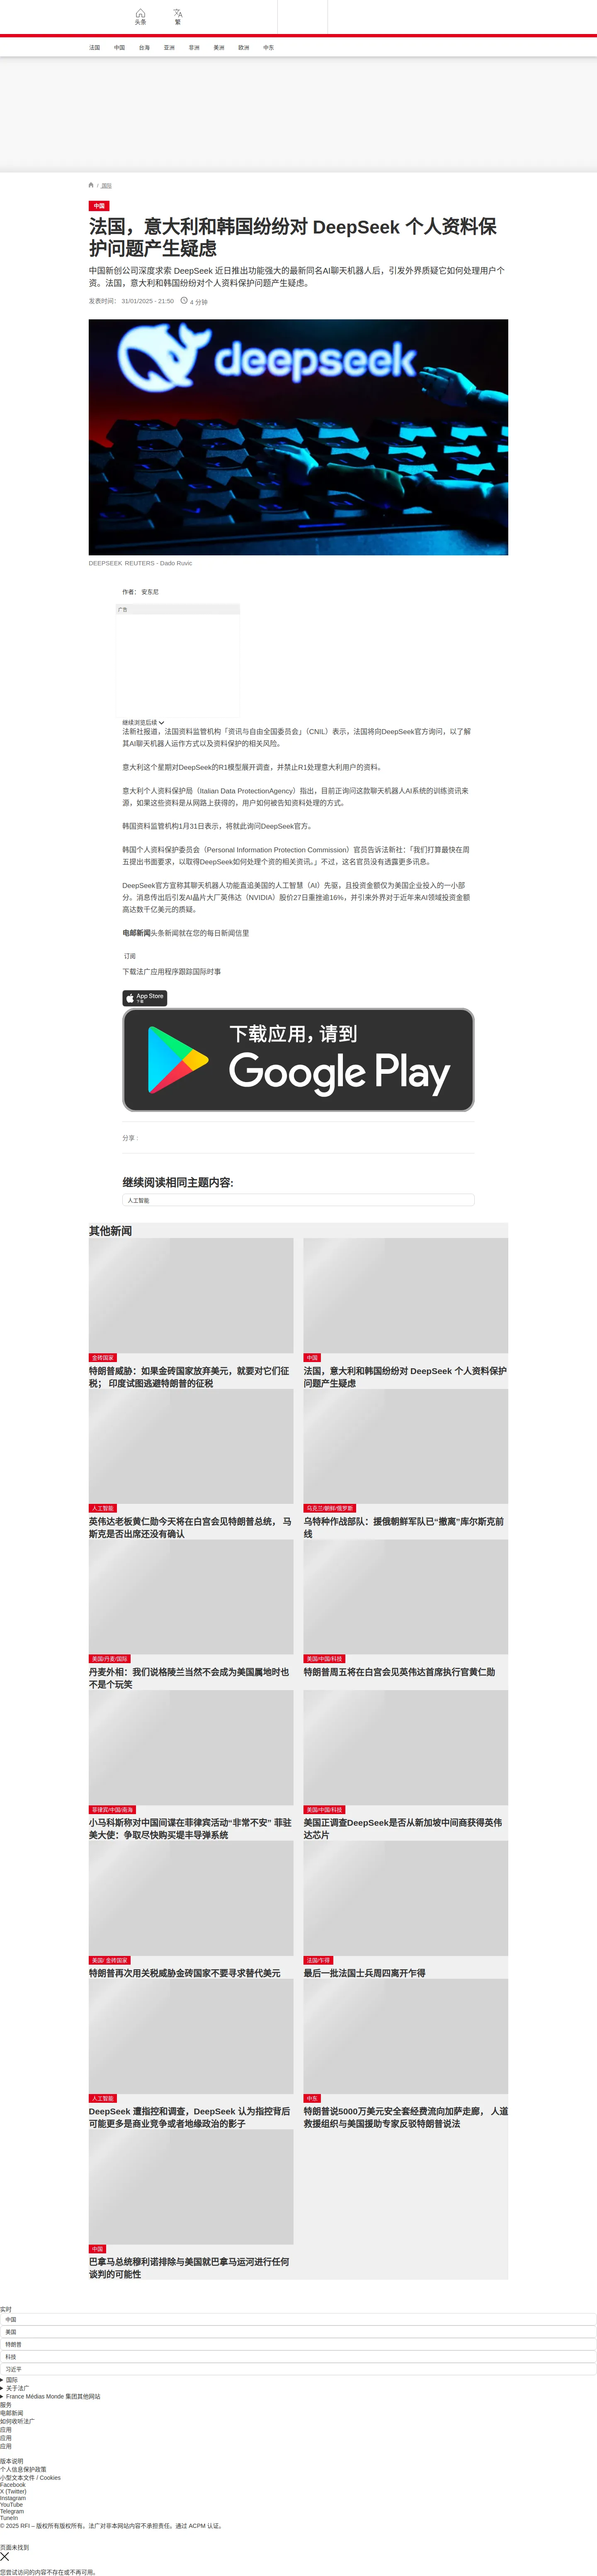 头条
繁
法国
中国
台海
亚洲
非洲
美洲
欧洲
中东
/ 国际
中国
法国，意大利和韩国纷纷对 DeepSeek 个人资料保
护问题产生疑虑
中国新创公司深度求索 DeepSeek 近日推出功能强大的最新同名AI聊天机器人后，引发外界质疑它如何处理用户个
资。法国，意大利和韩国纷纷对个人资料保护问题产生疑虑。
发表时间： 31/01/2025 - 21:50
4 分钟
deepseek
DEEPSEEK REUTERS - Dado Ruvic
作者： 安东尼
广告
继续浏览后续
法新社报道，法国资料监管机构「资讯与自由全国委员会」（CNIL）表示，法国将向DeepSeek官方询问，以了解
其AI聊天机器人运作方式以及资料保护的相关风险。
意大利这个星期对DeepSeek的R1模型展开调查，并禁止R1处理意大利用户的资料。
意大利个人资料保护局（Italian Data ProtectionAgency）指出，目前正询问这款聊天机器人AI系统的训练资讯来
源，如果这些资料是从网路上获得的，用户如何被告知资料处理的方式。
韩国资料监管机构1月31日表示，将就此询问DeepSeek官方。
韩国个人资料保护委员会（Personal Information Protection Commission）官员告诉法新社：「我们打算最快在周
五提出书面要求，以取得DeepSeek如何处理个资的相关资讯。」不过，这名官员没有透露更多讯息。
DeepSeek官方宣称其聊天机器人功能直追美国的人工智慧（AI）先驱，且投资金额仅为美国企业投入的一小部
分。消息传出后引发AI晶片大厂英伟达（NVIDIA）股价27日重挫逾16%，并引来外界对于近年来AI领域投资金额
高达数千亿美元的质疑。
电邮新闻头条新闻就在您的每日新闻信里
订阅
下载法广应用程序跟踪国际时事
App Store
下载
下载应用，请到
Google Play
分享 :
继续阅读相同主题内容:
人工智能
其他新闻
金砖国家
特朗普威胁：如果金砖国家放弃美元，就要对它们征
税； 印度试图逃避特朗普的征税
中国
法国，意大利和韩国纷纷对 DeepSeek 个人资料保护
问题产生疑虑
人工智能
英伟达老板黄仁勋今天将在白宫会见特朗普总统， 马
斯克是否出席还没有确认
乌克兰/朝鲜/俄罗斯
乌特种作战部队：援俄朝鲜军队已“撤离”库尔斯克前
线
美国/丹麦/国际
丹麦外相：我们说格陵兰当然不会成为美国属地时也
不是个玩笑
美国/中国/科技
特朗普周五将在白宫会见英伟达首席执行官黄仁勋
菲律宾/中国/南海
小马科斯称对中国间谍在菲律宾活动“非常不安” 菲驻
美大使：争取尽快购买堤丰导弹系统
美国/中国/科技
美国正调查DeepSeek是否从新加坡中间商获得英伟
达芯片
美国/ 金砖国家
特朗普再次用关税威胁金砖国家不要寻求替代美元
法国/乍得
最后一批法国士兵周四离开乍得
人工智能
DeepSeek 遭指控和调查，DeepSeek 认为指控背后
可能更多是商业竞争或者地缘政治的影子
中东
特朗普说5000万美元安全套经费流向加萨走廊， 人道
救援组织与美国援助专家反驳特朗普说法
中国
巴拿马总统穆利诺排除与美国就巴拿马运河进行任何
谈判的可能性
实时
中国
美国
特朗普
科技
习近平
国际
关于法广
France Médias Monde 集团其他网站
服务
电邮新闻
如何收听法广
应用
应用
应用
版本说明
个人信息保护政策
小型文本文件 / Cookies
Facebook
X (Twitter)
Instagram
YouTube
Telegram
TuneIn
© 2025 RFI – 版权所有版权所有。法广对非本网站内容不承担责任。通过 ACPM 认证。
页面未找到
您尝试访问的内容不存在或不再可用。